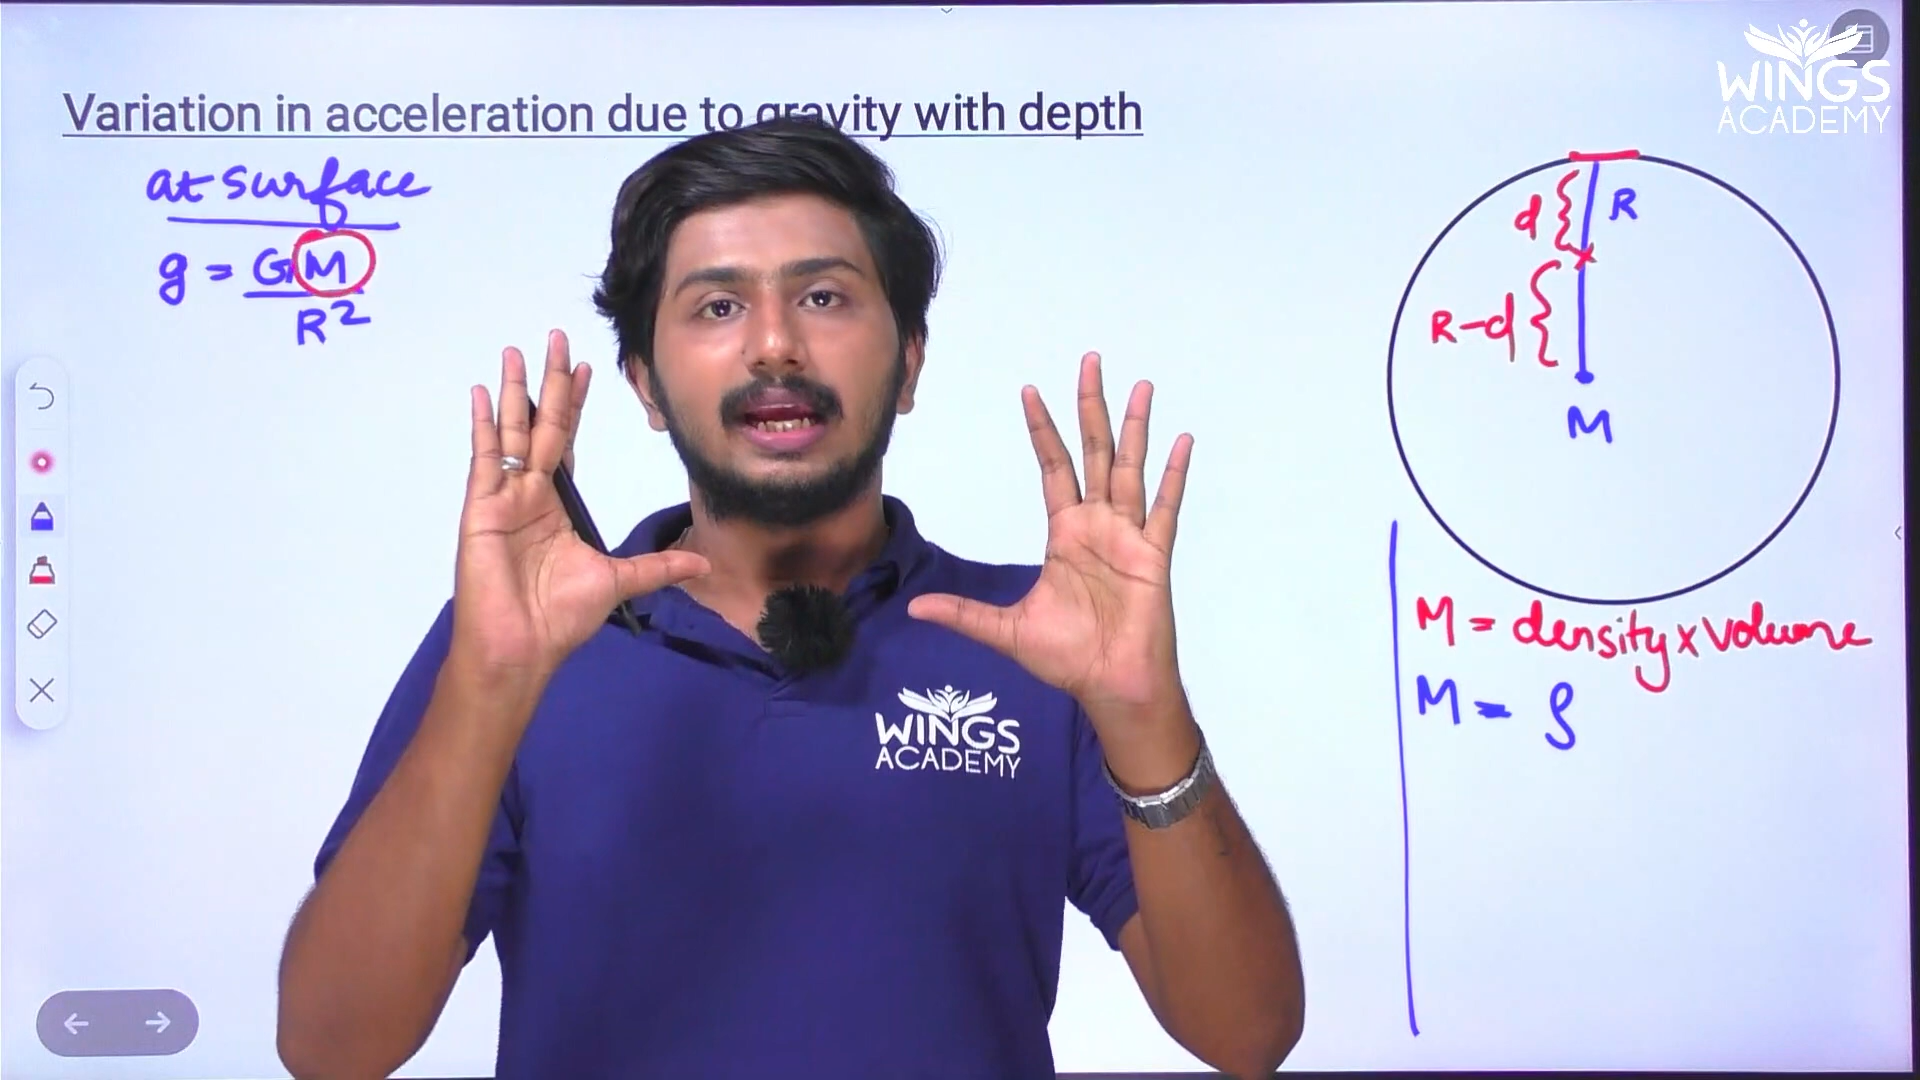 WINGS
ACADEMY
Variation in acceleration due to gravity with depth
at surface
g = GM
R²
d
R
R-d
M
M = density x volume
M = ρ
WINGS
ACADEMY